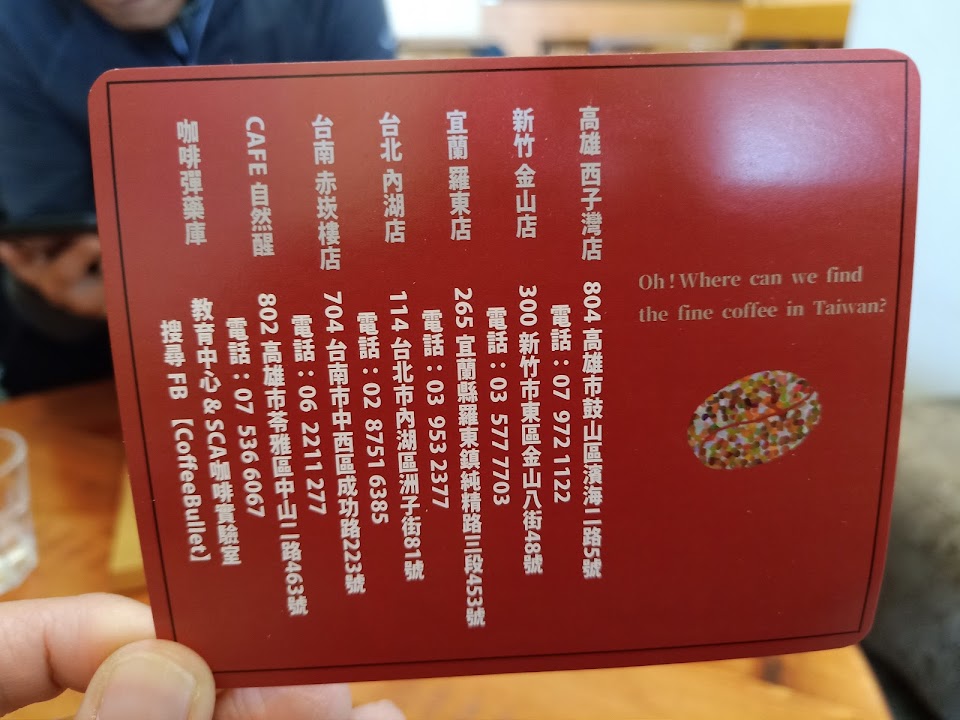 Oh! Where can we find
the fine coffee in Taiwan?
高雄 西子灣店 804 高雄市鼓山區濱海二路5號
電話：07 972 1122
新竹 金山店 300 新竹市東區金山八街48號
電話：03 577 7703
宜蘭 羅東店 265 宜蘭縣羅東鎮純精路三段453號
電話：03 953 2377
台北 內湖店 114 台北市內湖區洲子街81號
電話：02 8751 6385
台南 赤崁樓店 704 台南市中西區成功路223號
電話：06 2211 277
CAFE 自然醒 802 高雄市苓雅區中山二路463號
電話：07 536 6067
咖啡彈藥庫 教育中心 & SCA咖啡實驗室
搜尋 FB 【CoffeeBullet】